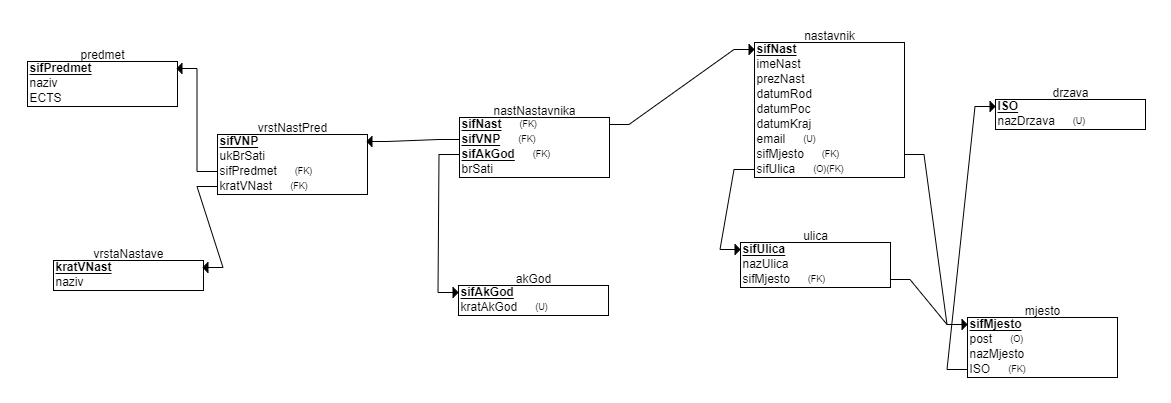 predmet
sifPredmet
naziv
ECTS
vrstNastPred
sifVNP
ukBrSati
sifPredmet (FK)
kratVNast (FK)
vrstaNastave
kratVNast
naziv
nastNastavnika
sifNast (FK)
sifVNP (FK)
sifAkGod (FK)
brSati
akGod
sifAkGod
kratAkGod (U)
nastavnik
sifNast
imeNast
prezNast
datumRod
datumPoc
datumKraj
email (U)
sifMjesto (FK)
sifUlica (O)(FK)
ulica
sifUlica
nazUlica
sifMjesto (FK)
drzava
ISO
nazDrzava (U)
mjesto
sifMjesto
post (O)
nazMjesto
ISO (FK)